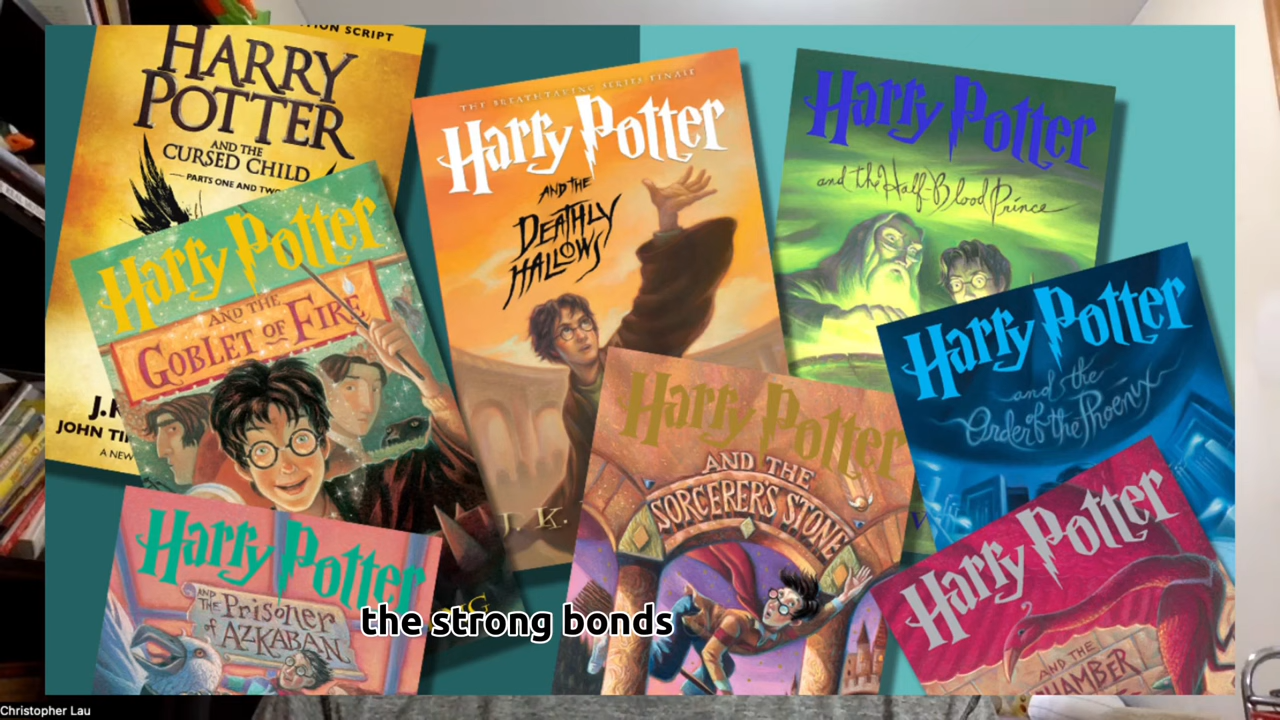 HARRY
POTTER
AND THE
CURSED CHILD
PARTS ONE AND TWO
SCRIPT
THE BREATHTAKING SERIES FINALE
Harry Potter
AND THE
DEATHLY
HALLOWS
J. K.
Harry Potter
and the Half-Blood Prince
Harry Potter
AND THE
GOBLET OF FIRE
Harry Potter
and the
Order of the Phoenix
JOHN
A NEW
Harry Potter
AND THE
SORCERER'S STONE
Harry Potter
AND THE
Prisoner
of AZKABAN
Harry Potter
AND THE
CHAMBER
the strong bonds
Christopher Lau